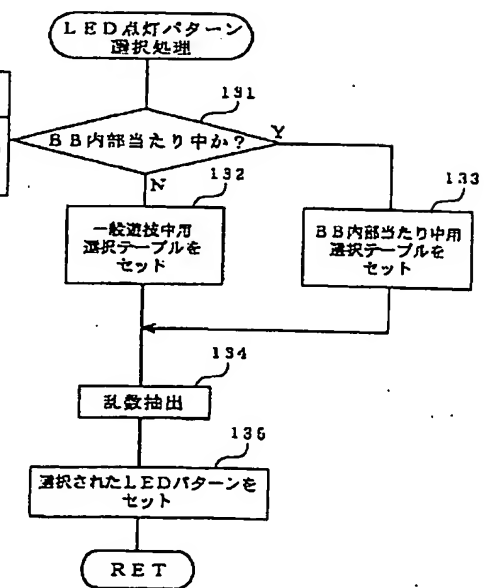 LED点灯パターン
選択処理
131
BB内部当たり中か?
Y
N
132
一般遊技中用
選択テーブルを
セット
133
BB内部当たり中用
選択テーブルを
セット
134
乱数抽出
136
選択されたLEDパターンを
セット
RET